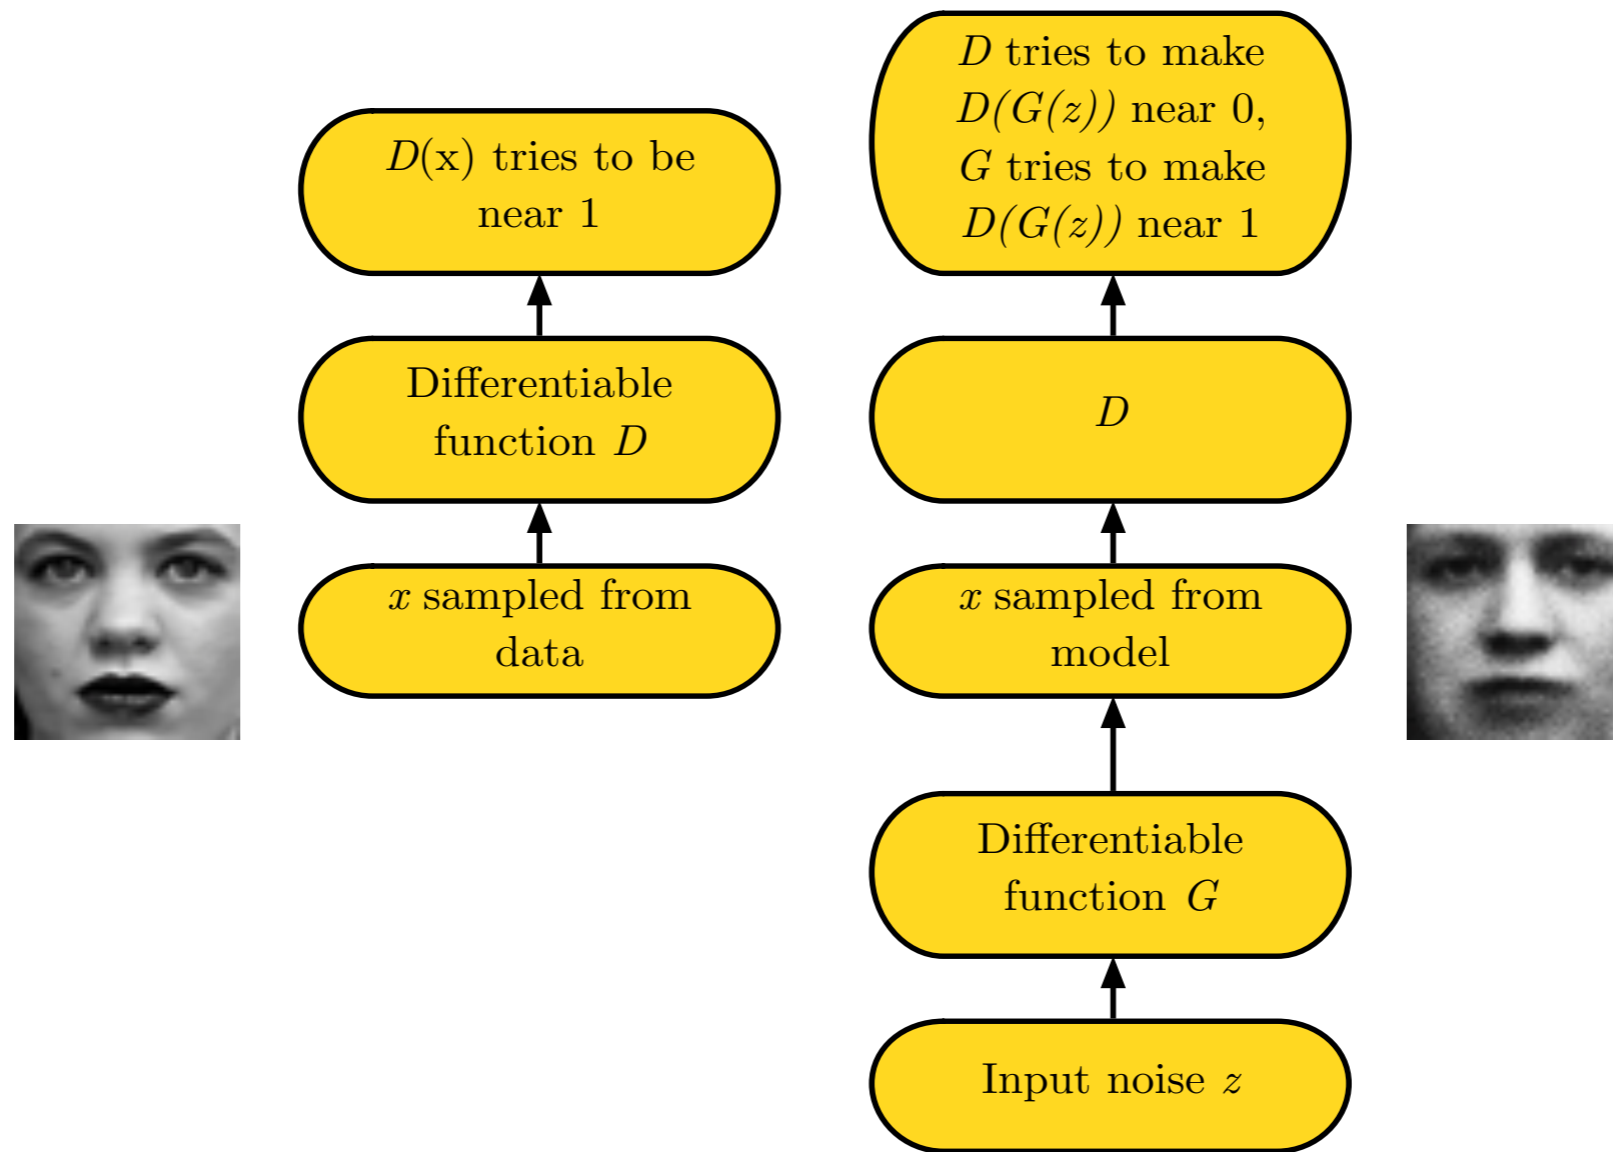 D(x) tries to be
near 1
Differentiable
function D
x sampled from
data
D tries to make
D(G(z)) near 0,
G tries to make
D(G(z)) near 1
D
x sampled from
model
Differentiable
function G
Input noise z